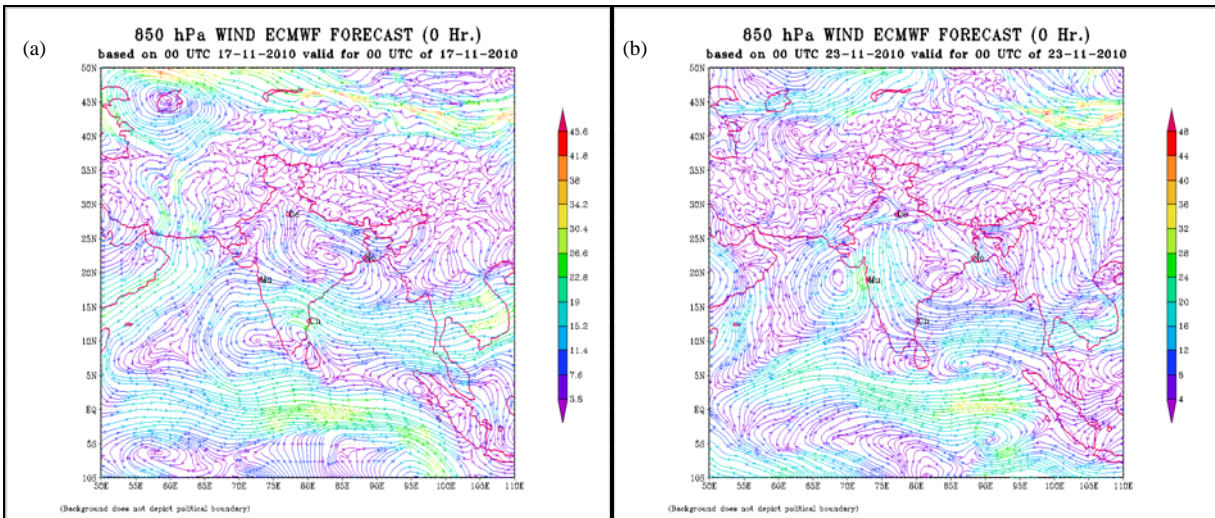 (a)
850 hPa WIND ECMWF FORECAST (0 Hr.)
based on 00 UTC 17-11-2010 valid for 00 UTC of 17-11-2010
50N
45N
40N
35N
30N
25N
20N
15N
10N
5N
EQ
5S
10S
50E 55E 60E 65E 70E 75E 80E 85E 90E 95E 100E 105E 110E
De
Mu
Ch
45.6
41.8
38
34.2
30.4
26.6
22.8
19
15.2
11.4
7.6
3.8
(Background does not depict political boundary)
(b)
850 hPa WIND ECMWF FORECAST (0 Hr.)
based on 00 UTC 23-11-2010 valid for 00 UTC of 23-11-2010
50N
45N
40N
35N
30N
25N
20N
15N
10N
5N
EQ
5S
10S
50E 55E 60E 65E 70E 75E 80E 85E 90E 95E 100E 105E 110E
De
Mu
Ch
48
44
40
36
32
28
24
20
16
12
8
4
(Background does not depict political boundary)